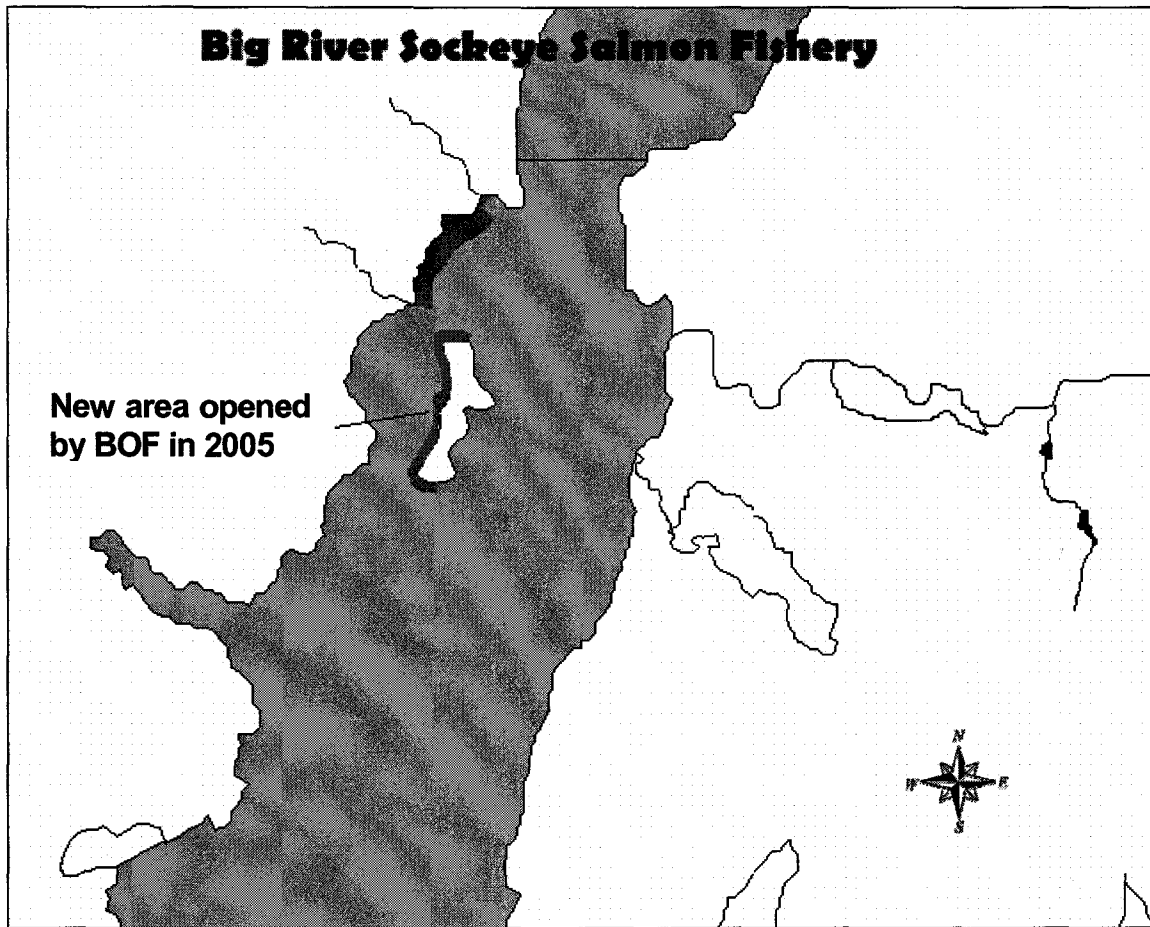 Big River Sockeye Salmon Fishery
New area opened
by BOF in 2005
N
W E
S